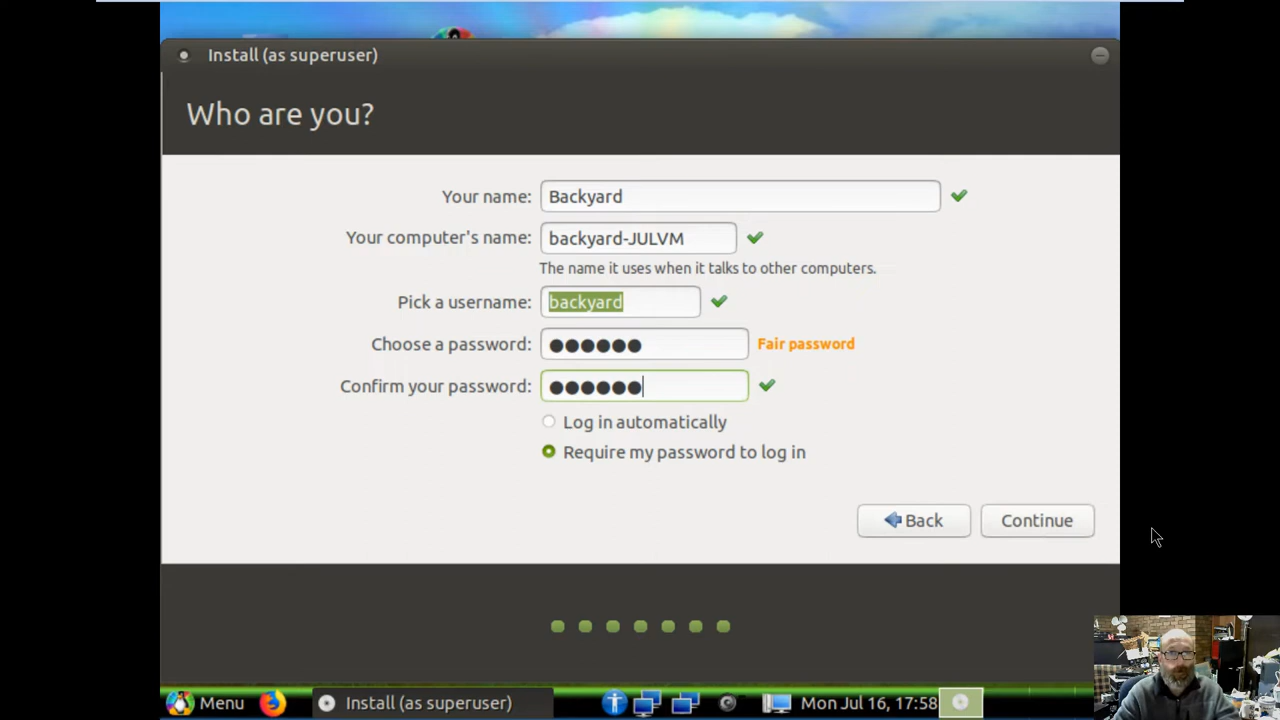 Install (as superuser)
Who are you?
Your name: Backyard
Your computer's name: backyard-JULVM
The name it uses when it talks to other computers.
Pick a username: backyard
Choose a password: ●●●●●● Fair password
Confirm your password: ●●●●●●
Log in automatically
Require my password to log in
Back Continue
Menu Install (as superuser) Mon Jul 16, 17:58